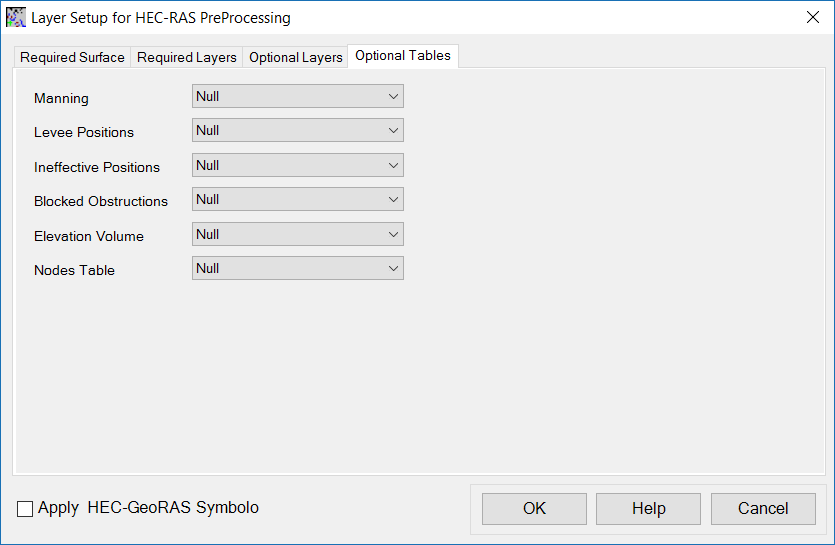 Layer Setup for HEC-RAS PreProcessing
Required Surface Required Layers Optional Layers Optional Tables
Manning Null
Levee Positions Null
Ineffective Positions Null
Blocked Obstructions Null
Elevation Volume Null
Nodes Table Null
Apply HEC-GeoRAS Symbolo OK Help Cancel